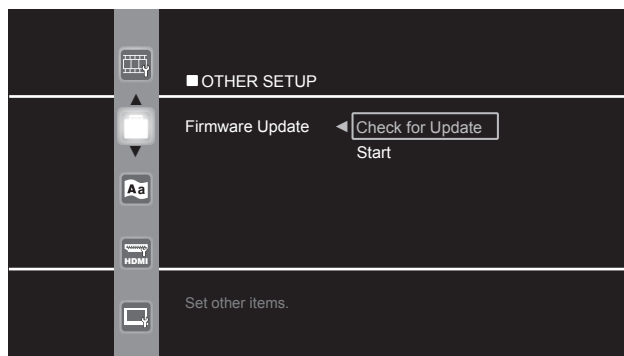 ■ OTHER SETUP
Firmware Update ◀ Check for Update
Start
Aa
HDMI
Set other items.